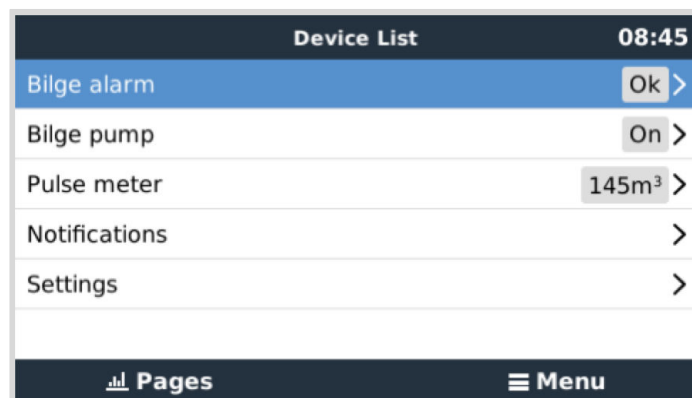 Device List 08:45
Bilge alarm Ok
Bilge pump On
Pulse meter 145m³
Notifications
Settings
Pages Menu